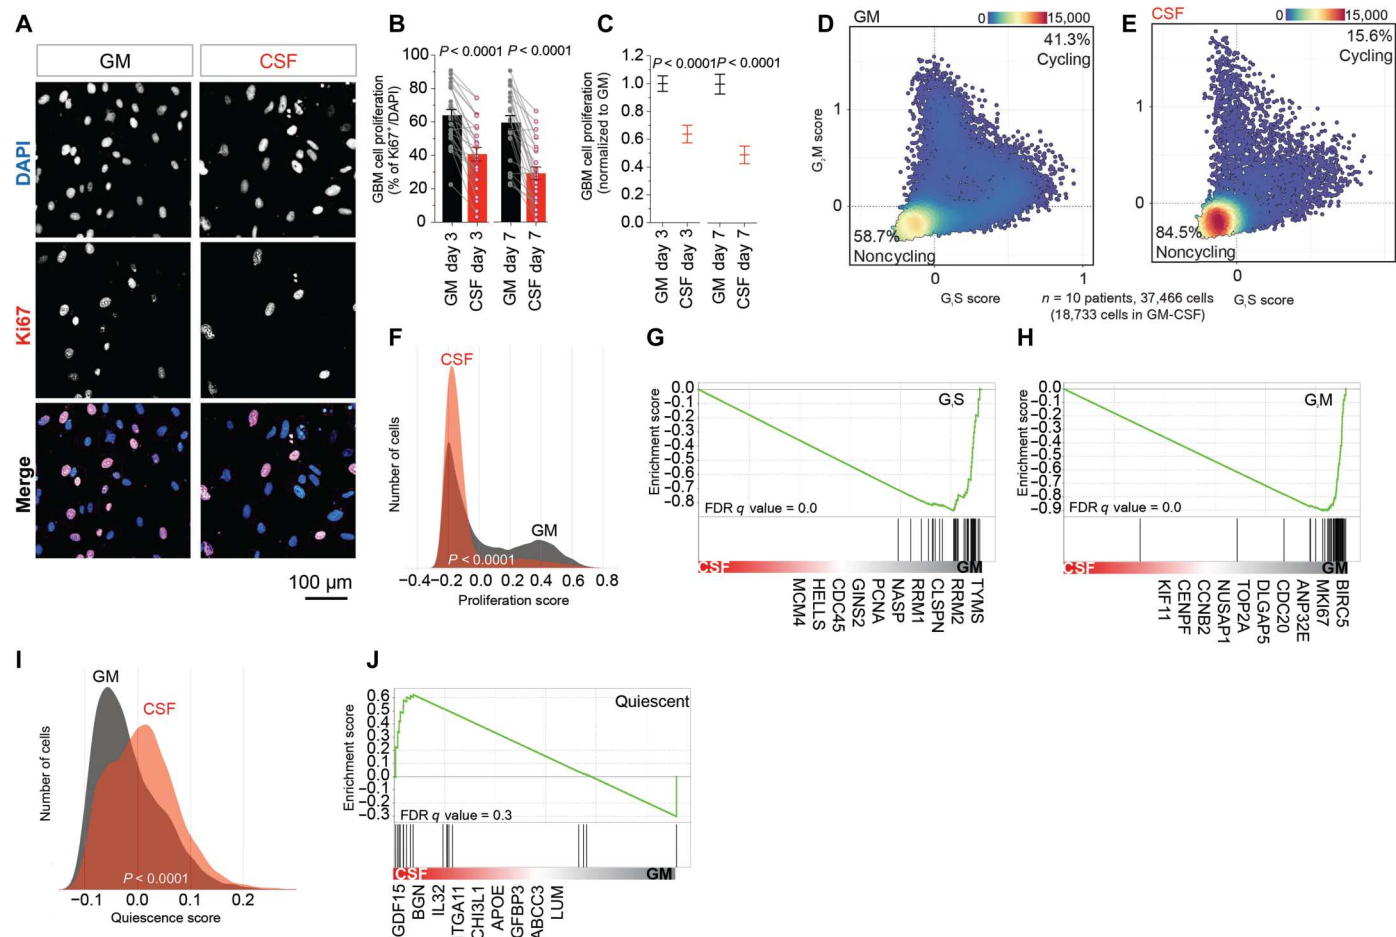 A
GM
CSF
DAPI
Ki67
Merge
100 µm
B
P < 0.0001 P < 0.0001
GBM cell proliferation
(% of Ki67⁺ /DAPI)
100
80
60
40
20
0
GM day 3
CSF day 3
GM day 7
CSF day 7
C
P < 0.0001 P < 0.0001
GBM cell proliferation
(normalized to GM)
1.2
1.0
0.8
0.6
0.4
0.2
0.0
GM day 3
CSF day 3
GM day 7
CSF day 7
D
GM
0 15,000
41.3%
Cycling
G₂M score
1
0
58.7%
Noncycling
0 1
G₁S score
E
CSF
0 15,000
15.6%
Cycling
1
0
84.5%
Noncycling
0
G₁S score
n = 10 patients, 37,466 cells
(18,733 cells in GM-CSF)
F
CSF
GM
Number of cells
P < 0.0001
−0.4 −0.2 0.0 0.2 0.4 0.6 0.8
Proliferation score
G
G₁S
Enrichment score
0.0
−0.1
−0.2
−0.3
−0.4
−0.5
−0.6
−0.7
−0.8
FDR q value = 0.0
CSF GM
MCM4
HELLS
CDC45
GINS2
PCNA
NASP
RRM1
CLSPN
RRM2
TYMS
H
G₂M
Enrichment score
0.0
−0.1
−0.2
−0.3
−0.4
−0.5
−0.6
−0.7
−0.8
−0.9
FDR q value = 0.0
CSF GM
KIF11
CENPF
CCNB2
NUSAP1
TOP2A
DLGAP5
CDC20
ANP32E
MKI67
BIRC5
I
GM
CSF
Number of cells
P < 0.0001
−0.1 0.0 0.1 0.2
Quiescence score
J
Quiescent
Enrichment score
0.6
0.5
0.4
0.3
0.2
0.1
0.0
−0.1
−0.2
−0.3
FDR q value = 0.3
CSF GM
GDF15
BGN
IL32
TGA11
CHI3L1
APOE
GFBP3
ABCC3
LUM